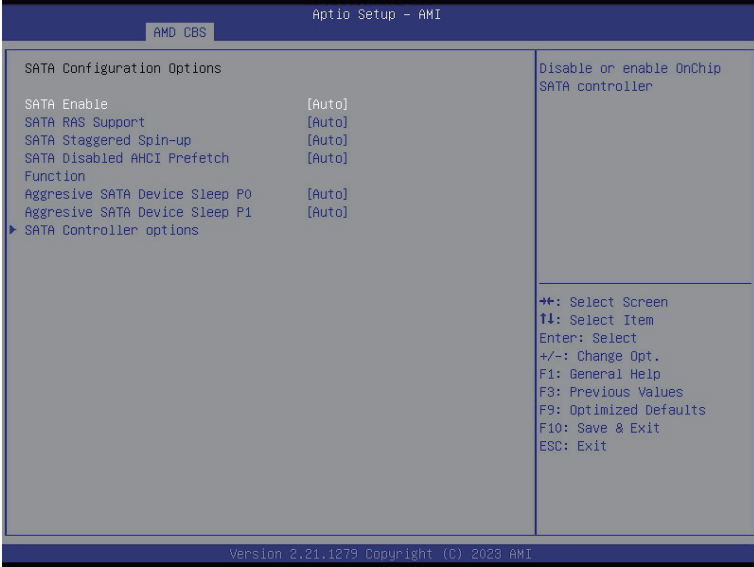 Aptio Setup – AMI
AMD CBS
SATA Configuration Options
SATA Enable [Auto]
SATA RAS Support [Auto]
SATA Staggered Spin-up [Auto]
SATA Disabled AHCI Prefetch [Auto]
Function
Aggresive SATA Device Sleep P0 [Auto]
Aggresive SATA Device Sleep P1 [Auto]
► SATA Controller options
Disable or enable OnChip
SATA controller
→←: Select Screen
↑↓: Select Item
Enter: Select
+/-: Change Opt.
F1: General Help
F3: Previous Values
F9: Optimized Defaults
F10: Save & Exit
ESC: Exit
Version 2.21.1279 Copyright (C) 2023 AMI